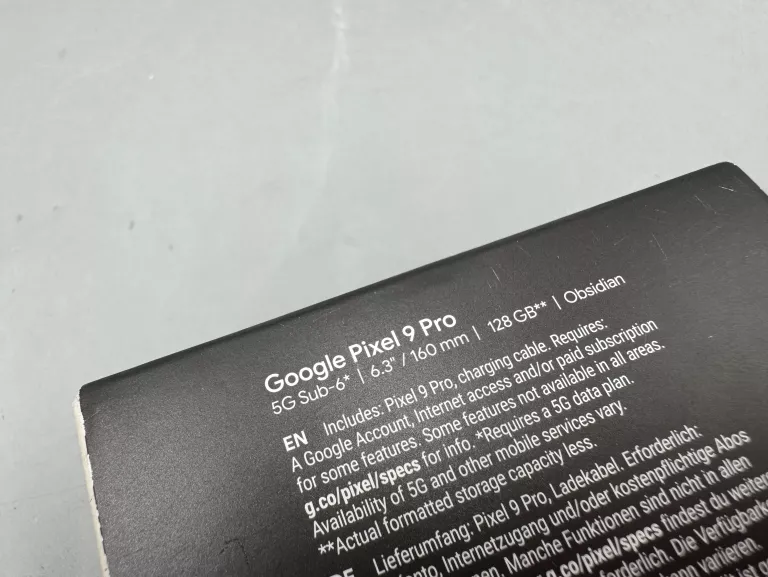 Google Pixel 9 Pro
5G Sub-6* | 6.3" / 160 mm | 128 GB** | Obsidian
EN Includes: Pixel 9 Pro, charging cable. Requires:
A Google Account, Internet access and/or paid subscription
for some features. Some features not available in all areas.
g.co/pixel/specs for info. *Requires a 5G data plan.
Availability of 5G and other mobile services vary.
**Actual formatted storage capacity less.
DE Lieferumfang: Pixel 9 Pro, Ladekabel. Erforderlich:
Internetzugang und/oder kostenpflichtige Abos
Manche Funktionen sind nicht in allen
g.co/pixel/specs findest du weitere
Die Verfügbarke
variieren